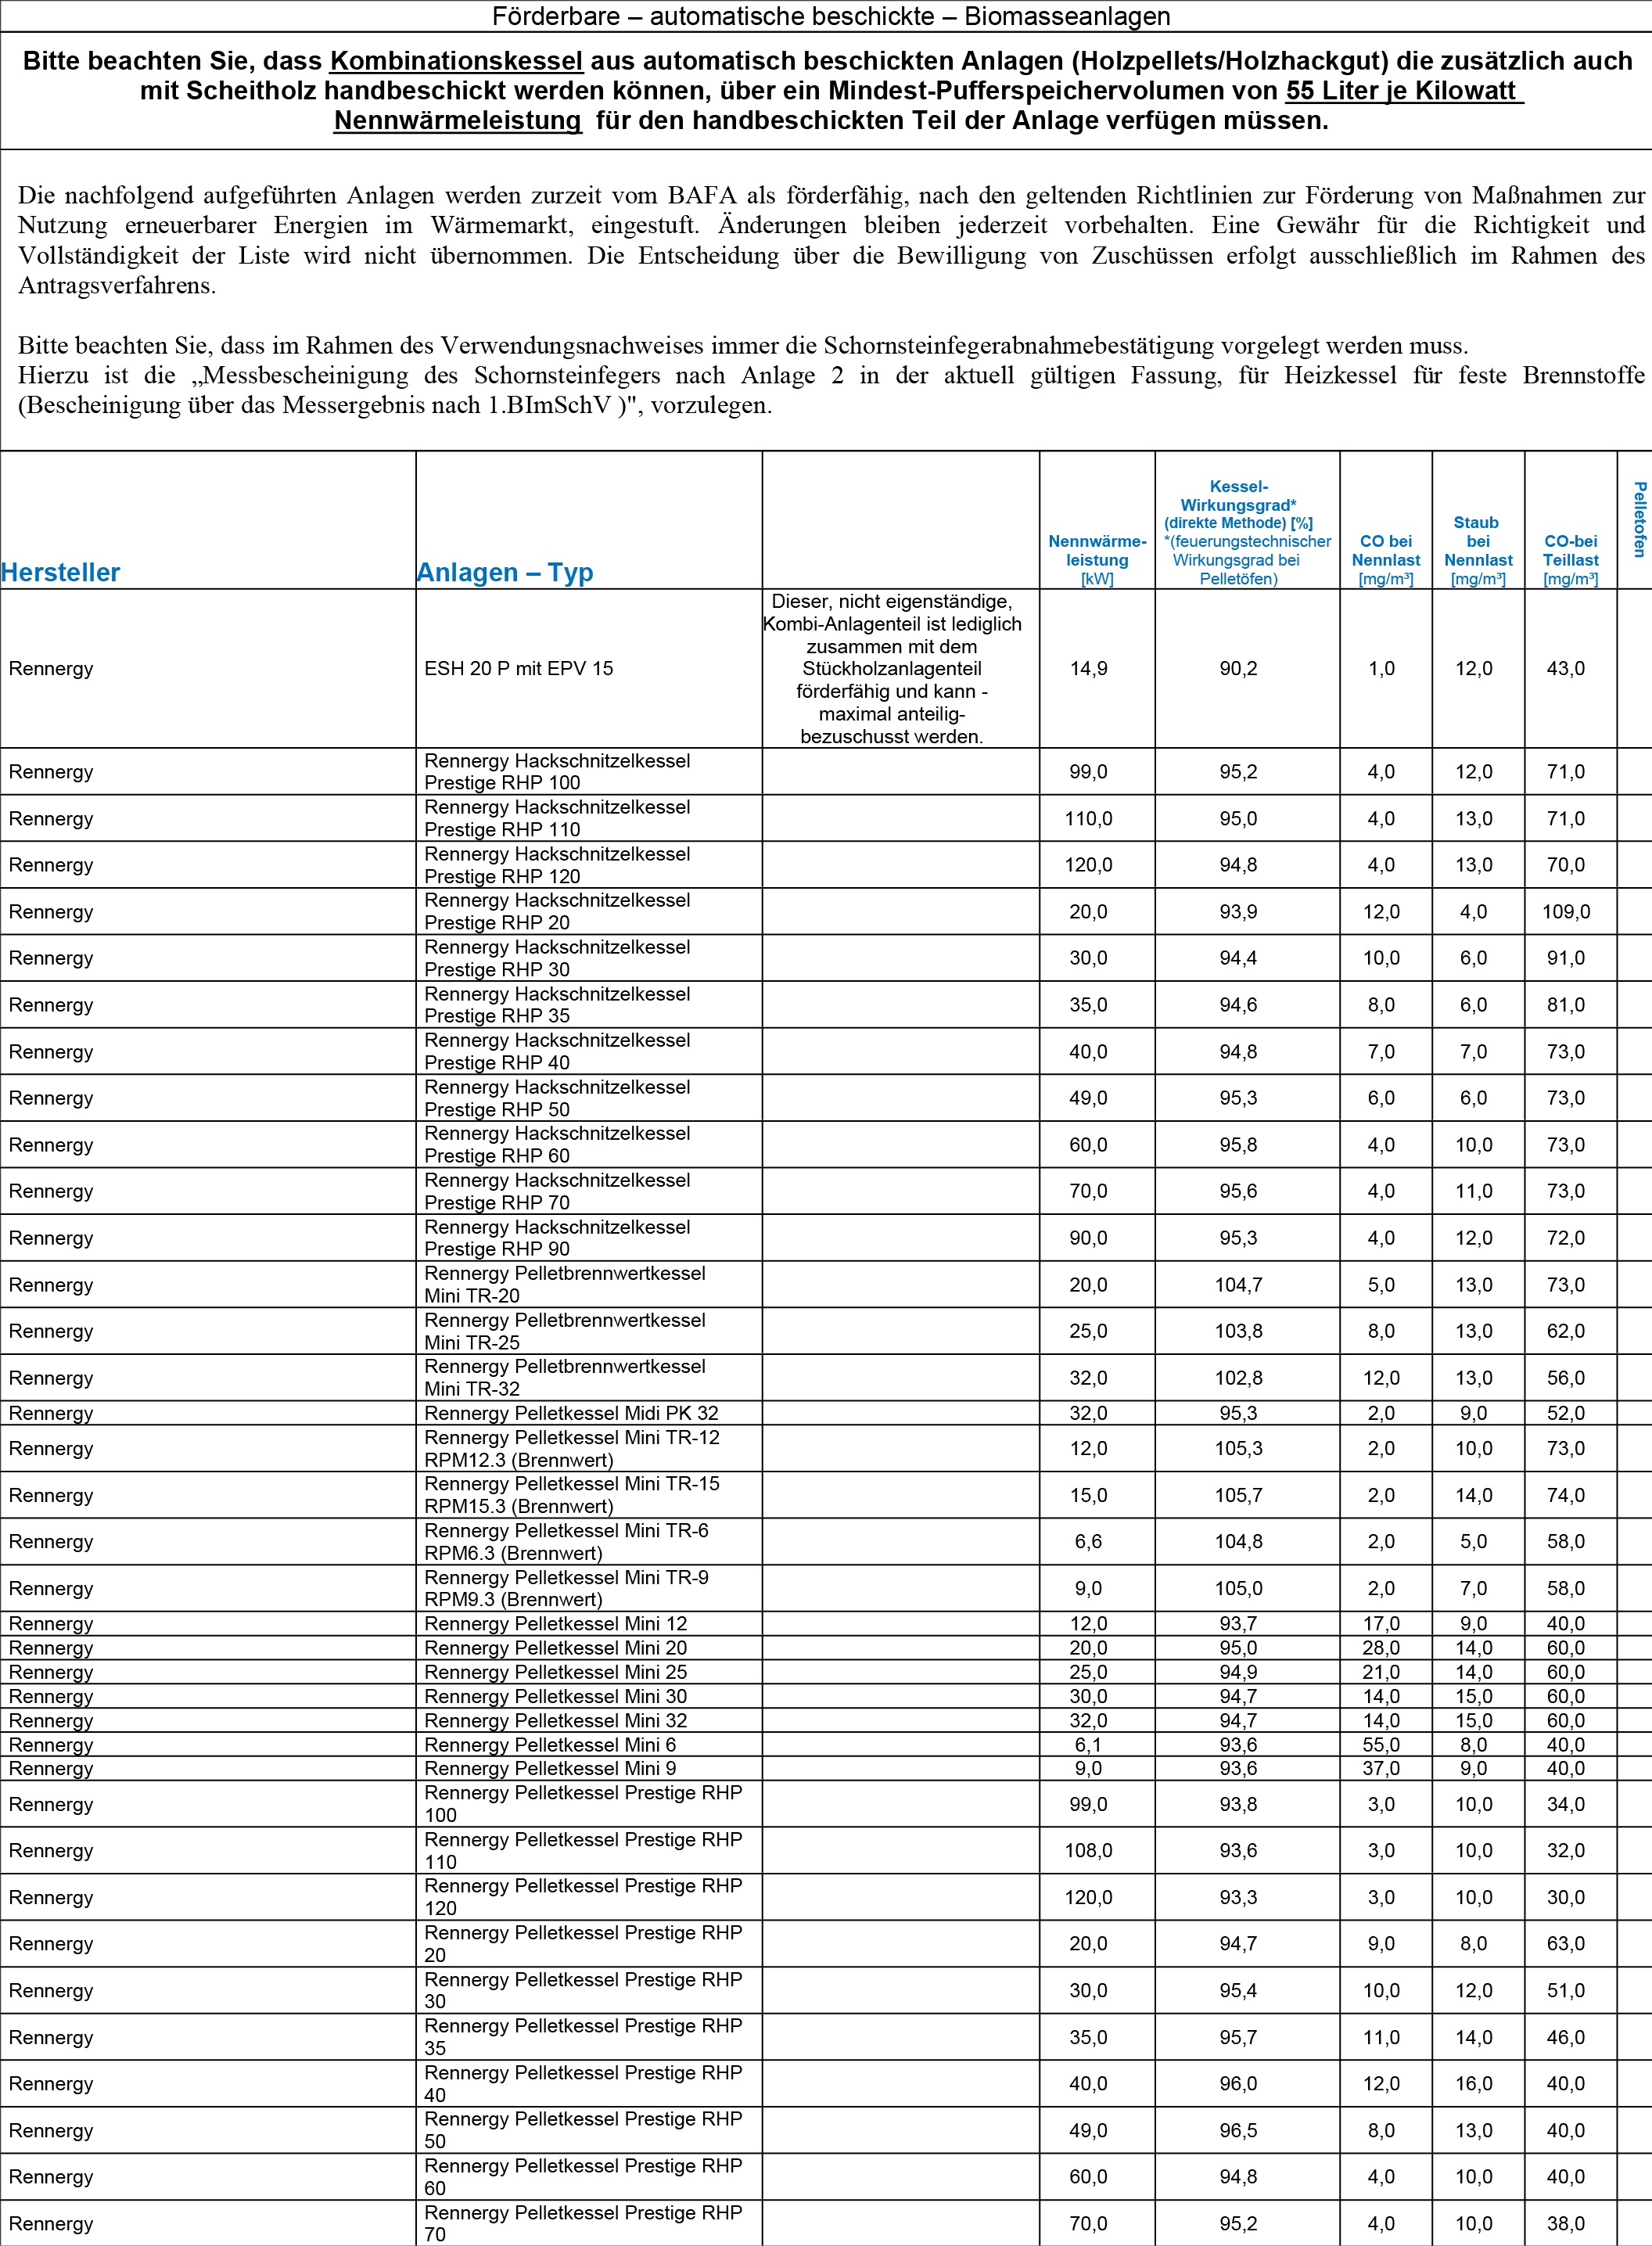 Förderbare – automatische beschickte – Biomasseanlagen
Bitte beachten Sie, dass Kombinationskessel aus automatisch beschickten Anlagen (Holzpellets/Holzhackgut) die zusätzlich auch
mit Scheitholz handbeschickt werden können, über ein Mindest-Pufferspeichervolumen von 55 Liter je Kilowatt
Nennwärmeleistung für den handbeschickten Teil der Anlage verfügen müssen.
Die nachfolgend aufgeführten Anlagen werden zurzeit vom BAFA als förderfähig, nach den geltenden Richtlinien zur Förderung von Maßnahmen zur
Nutzung erneuerbarer Energien im Wärmemarkt, eingestuft. Änderungen bleiben jederzeit vorbehalten. Eine Gewähr für die Richtigkeit und
Vollständigkeit der Liste wird nicht übernommen. Die Entscheidung über die Bewilligung von Zuschüssen erfolgt ausschließlich im Rahmen des
Antragsverfahrens.
Bitte beachten Sie, dass im Rahmen des Verwendungsnachweises immer die Schornsteinfegerabnahmebestätigung vorgelegt werden muss.
Hierzu ist die „Messbescheinigung des Schornsteinfegers nach Anlage 2 in der aktuell gültigen Fassung, für Heizkessel für feste Brennstoffe
(Bescheinigung über das Messergebnis nach 1.BImSchV )", vorzulegen.
Hersteller
Anlagen – Typ
Nennwärme-
leistung
[kW]
Kessel-
Wirkungsgrad*
(direkte Methode) [%]
*(feuerungstechnischer
Wirkungsgrad bei
Pelletöfen)
CO bei
Nennlast
[mg/m³]
Staub
bei
Nennlast
[mg/m³]
CO-bei
Teillast
[mg/m³]
Pelletofen
Rennergy ESH 20 P mit EPV 15
Dieser, nicht eigenständige,
Kombi-Anlagenteil ist lediglich
zusammen mit dem
Stückholzanlagenteil
förderfähig und kann -
maximal anteilig-
bezuschusst werden.
14,9 90,2 1,0 12,0 43,0
Rennergy Rennergy Hackschnitzelkessel
Prestige RHP 100 99,0 95,2 4,0 12,0 71,0
Rennergy Rennergy Hackschnitzelkessel
Prestige RHP 110 110,0 95,0 4,0 13,0 71,0
Rennergy Rennergy Hackschnitzelkessel
Prestige RHP 120 120,0 94,8 4,0 13,0 70,0
Rennergy Rennergy Hackschnitzelkessel
Prestige RHP 20 20,0 93,9 12,0 4,0 109,0
Rennergy Rennergy Hackschnitzelkessel
Prestige RHP 30 30,0 94,4 10,0 6,0 91,0
Rennergy Rennergy Hackschnitzelkessel
Prestige RHP 35 35,0 94,6 8,0 6,0 81,0
Rennergy Rennergy Hackschnitzelkessel
Prestige RHP 40 40,0 94,8 7,0 7,0 73,0
Rennergy Rennergy Hackschnitzelkessel
Prestige RHP 50 49,0 95,3 6,0 6,0 73,0
Rennergy Rennergy Hackschnitzelkessel
Prestige RHP 60 60,0 95,8 4,0 10,0 73,0
Rennergy Rennergy Hackschnitzelkessel
Prestige RHP 70 70,0 95,6 4,0 11,0 73,0
Rennergy Rennergy Hackschnitzelkessel
Prestige RHP 90 90,0 95,3 4,0 12,0 72,0
Rennergy Rennergy Pelletbrennwertkessel
Mini TR-20 20,0 104,7 5,0 13,0 73,0
Rennergy Rennergy Pelletbrennwertkessel
Mini TR-25 25,0 103,8 8,0 13,0 62,0
Rennergy Rennergy Pelletbrennwertkessel
Mini TR-32 32,0 102,8 12,0 13,0 56,0
Rennergy Rennergy Pelletkessel Midi PK 32 32,0 95,3 2,0 9,0 52,0
Rennergy Rennergy Pelletkessel Mini TR-12
RPM12.3 (Brennwert) 12,0 105,3 2,0 10,0 73,0
Rennergy Rennergy Pelletkessel Mini TR-15
RPM15.3 (Brennwert) 15,0 105,7 2,0 14,0 74,0
Rennergy Rennergy Pelletkessel Mini TR-6
RPM6.3 (Brennwert) 6,6 104,8 2,0 5,0 58,0
Rennergy Rennergy Pelletkessel Mini TR-9
RPM9.3 (Brennwert) 9,0 105,0 2,0 7,0 58,0
Rennergy Rennergy Pelletkessel Mini 12 12,0 93,7 17,0 9,0 40,0
Rennergy Rennergy Pelletkessel Mini 20 20,0 95,0 28,0 14,0 60,0
Rennergy Rennergy Pelletkessel Mini 25 25,0 94,9 21,0 14,0 60,0
Rennergy Rennergy Pelletkessel Mini 30 30,0 94,7 14,0 15,0 60,0
Rennergy Rennergy Pelletkessel Mini 32 32,0 94,7 14,0 15,0 60,0
Rennergy Rennergy Pelletkessel Mini 6 6,1 93,6 55,0 8,0 40,0
Rennergy Rennergy Pelletkessel Mini 9 9,0 93,6 37,0 9,0 40,0
Rennergy Rennergy Pelletkessel Prestige RHP
100 99,0 93,8 3,0 10,0 34,0
Rennergy Rennergy Pelletkessel Prestige RHP
110 108,0 93,6 3,0 10,0 32,0
Rennergy Rennergy Pelletkessel Prestige RHP
120 120,0 93,3 3,0 10,0 30,0
Rennergy Rennergy Pelletkessel Prestige RHP
20 20,0 94,7 9,0 8,0 63,0
Rennergy Rennergy Pelletkessel Prestige RHP
30 30,0 95,4 10,0 12,0 51,0
Rennergy Rennergy Pelletkessel Prestige RHP
35 35,0 95,7 11,0 14,0 46,0
Rennergy Rennergy Pelletkessel Prestige RHP
40 40,0 96,0 12,0 16,0 40,0
Rennergy Rennergy Pelletkessel Prestige RHP
50 49,0 96,5 8,0 13,0 40,0
Rennergy Rennergy Pelletkessel Prestige RHP
60 60,0 94,8 4,0 10,0 40,0
Rennergy Rennergy Pelletkessel Prestige RHP
70 70,0 95,2 4,0 10,0 38,0